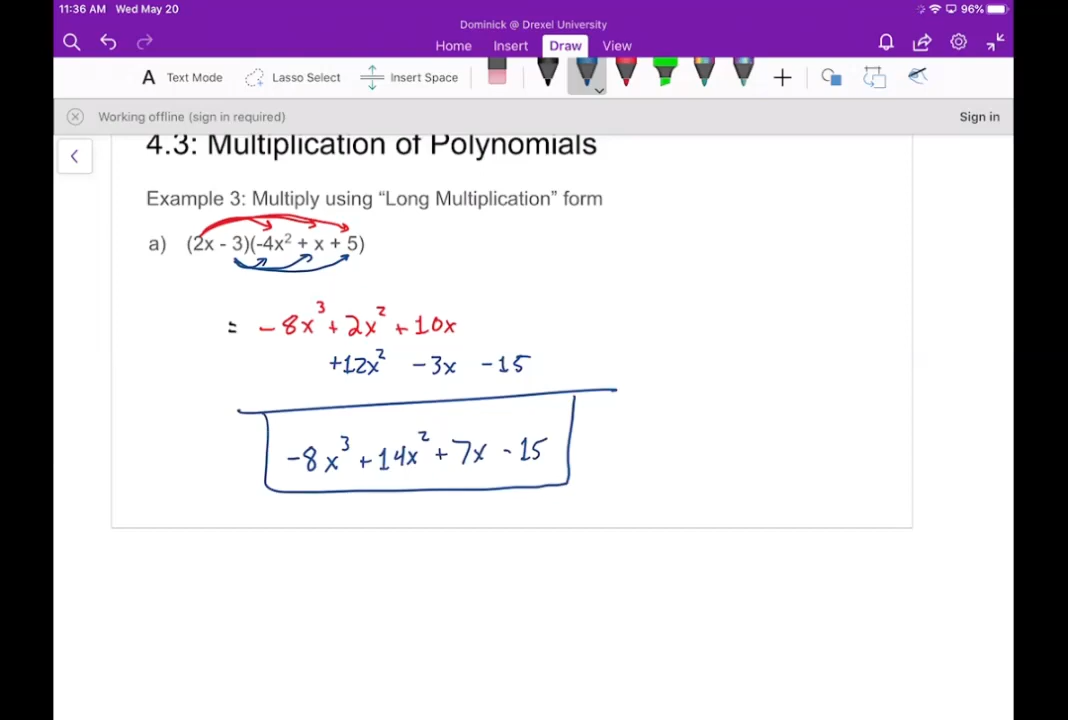 11:36 AM Wed May 20
96%
Dominick @ Drexel University
Home Insert Draw View
Text Mode Lasso Select Insert Space
Working offline (sign in required) Sign in
4.3: Multiplication of Polynomials
Example 3: Multiply using “Long Multiplication” form
a) (2x - 3)(-4x² + x + 5)
= -8x³ + 2x² + 10x
+12x² - 3x - 15
-8x³ + 14x² + 7x - 15